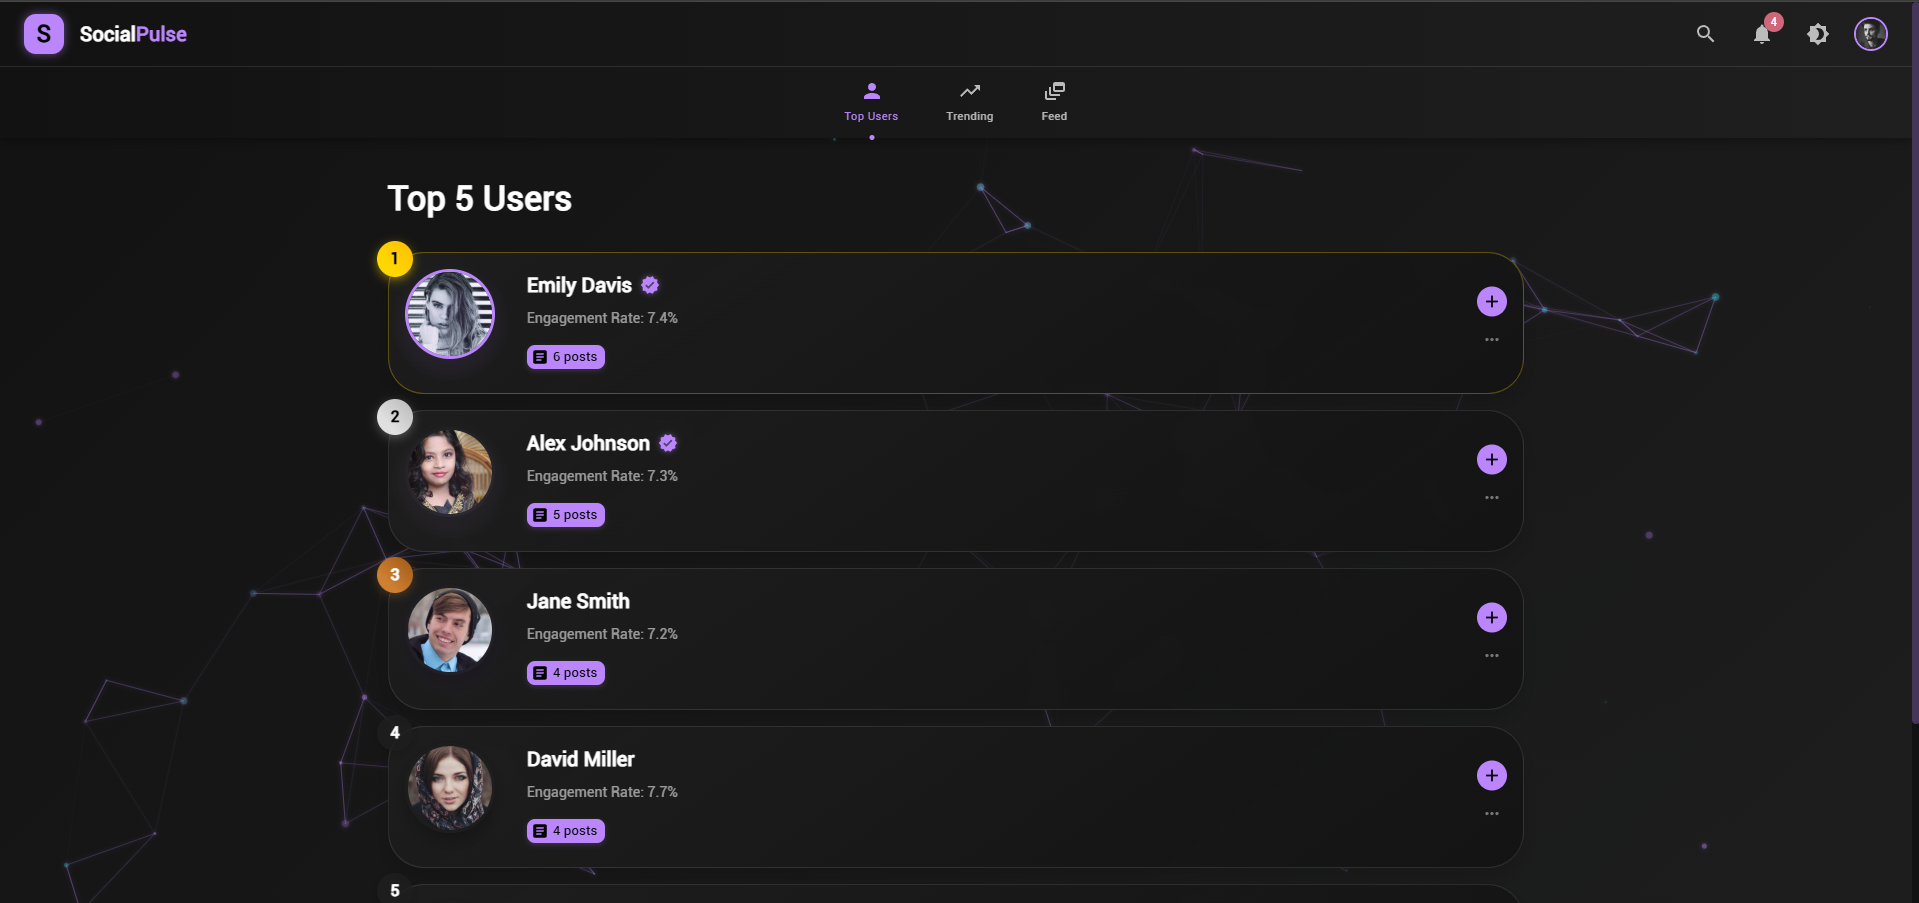 S SocialPulse
4
Top Users Trending Feed
Top 5 Users
1
Emily Davis
Engagement Rate: 7.4%
6 posts
2
Alex Johnson
Engagement Rate: 7.3%
5 posts
3
Jane Smith
Engagement Rate: 7.2%
4 posts
4
David Miller
Engagement Rate: 7.7%
4 posts
5